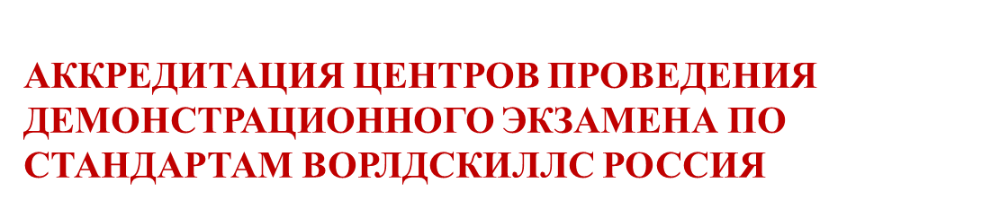 АККРЕДИТАЦИЯ ЦЕНТРОВ ПРОВЕДЕНИЯ
ДЕМОНСТРАЦИОННОГО ЭКЗАМЕНА ПО
СТАНДАРТАМ ВОРЛДСКИЛЛС РОССИЯ